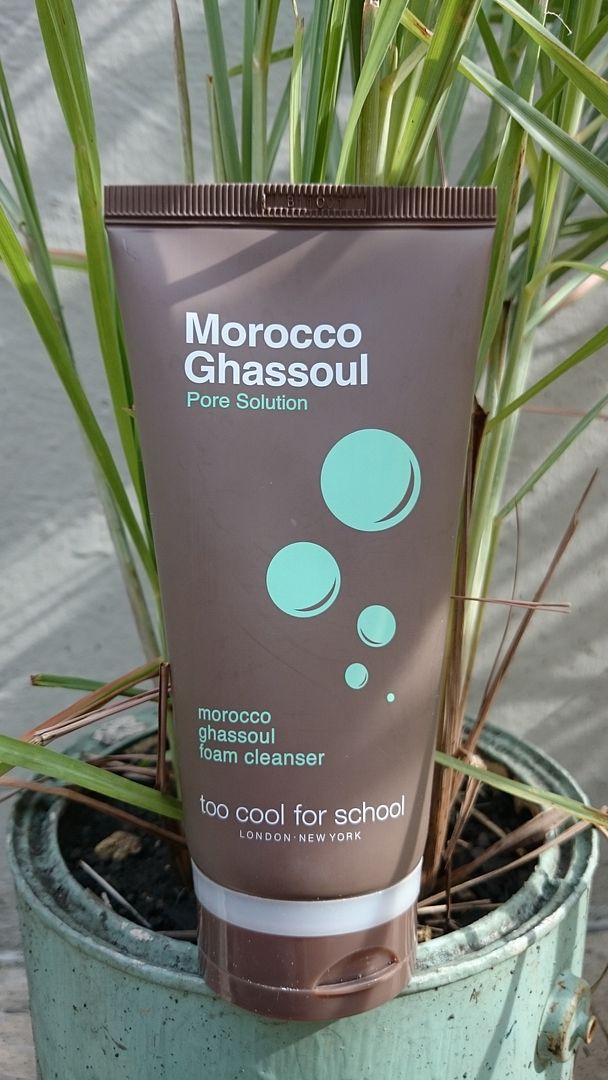 Morocco
Ghassoul
Pore Solution
morocco
ghassoul
foam cleanser
too cool for school
LONDON·NEW YORK